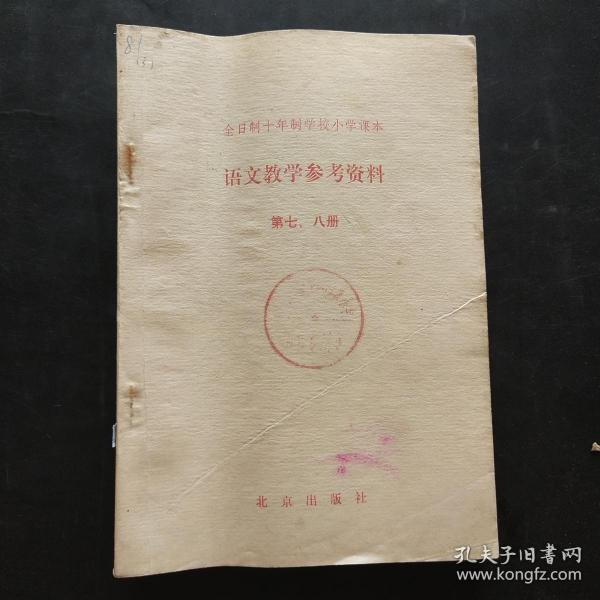 81
(3)
全日制十年制学校小学课本
语文教学参考资料
第七、八册
北京出版社
孔夫子旧书网
www.kongfz.com